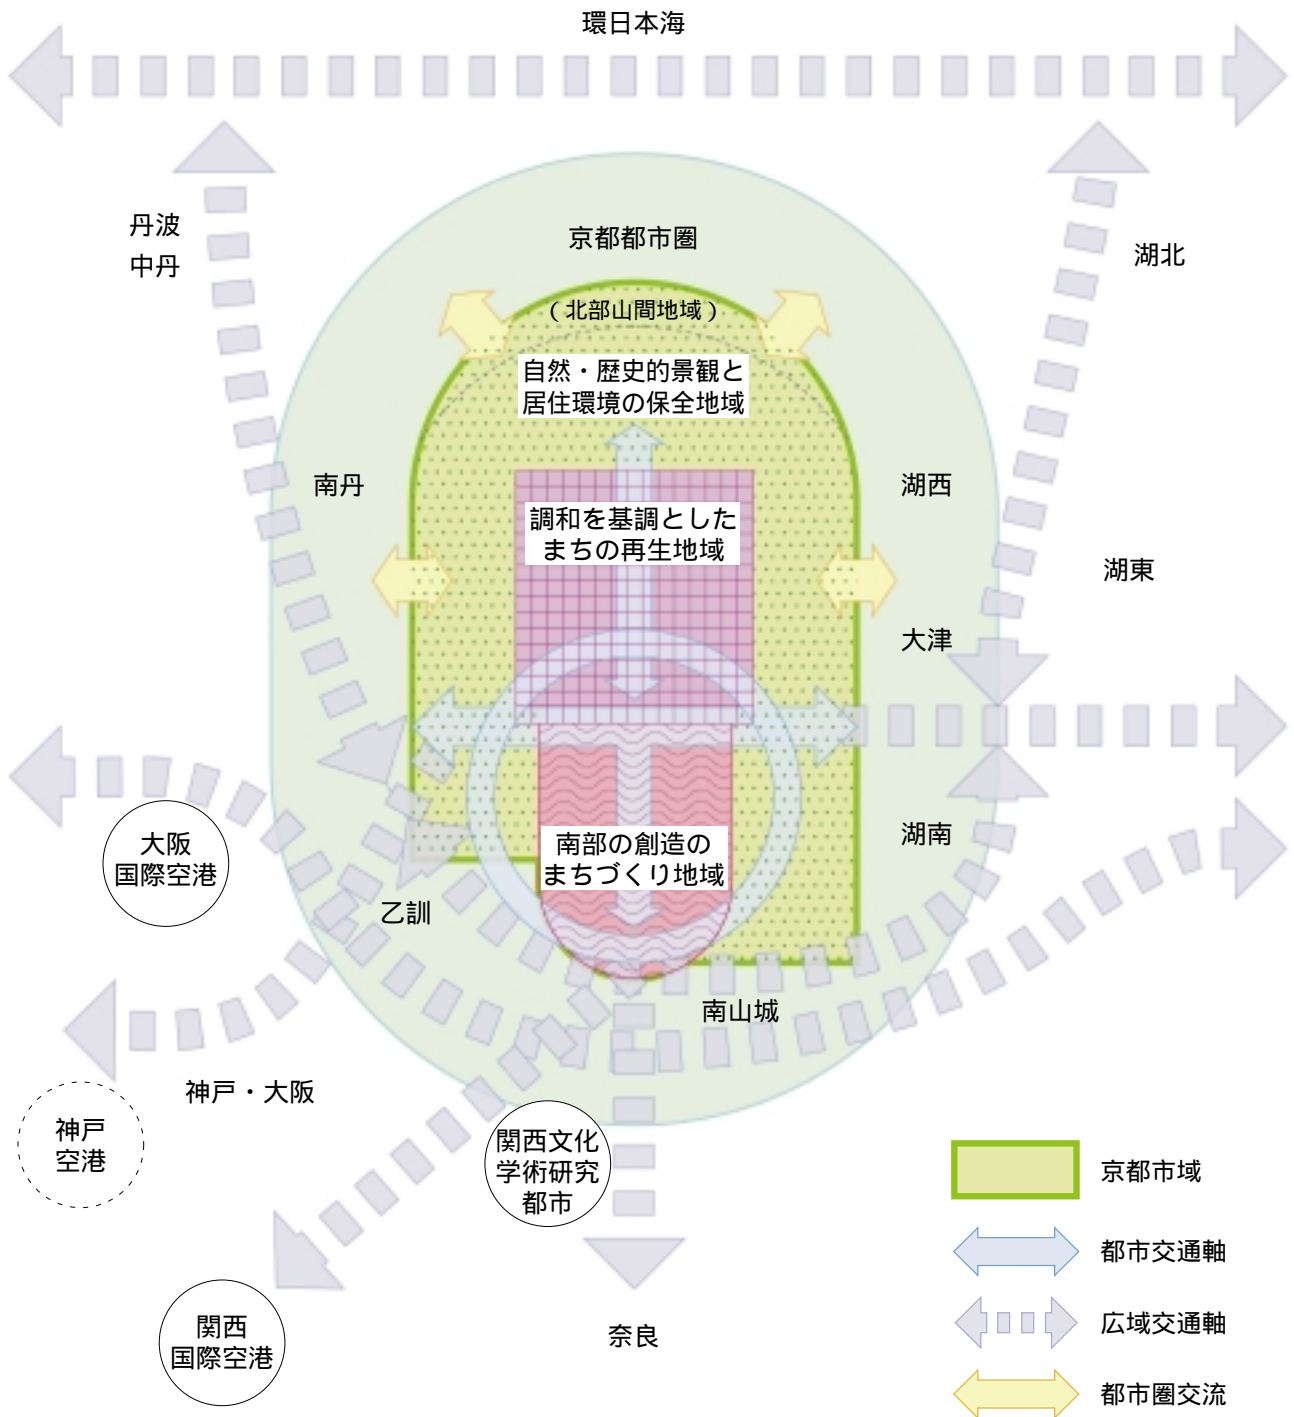 環日本海
丹波
中丹
京都都市圏
湖北
（北部山間地域）
自然・歴史的景観と
居住環境の保全地域
南丹
湖西
調和を基調とした
まちの再生地域
湖東
大津
大阪
国際空港
南部の創造の
まちづくり地域
湖南
乙訓
南山城
神戸・大阪
神戸
空港
関西文化
学術研究
都市
関西
国際空港
奈良
京都市域
都市交通軸
広域交通軸
都市圏交流